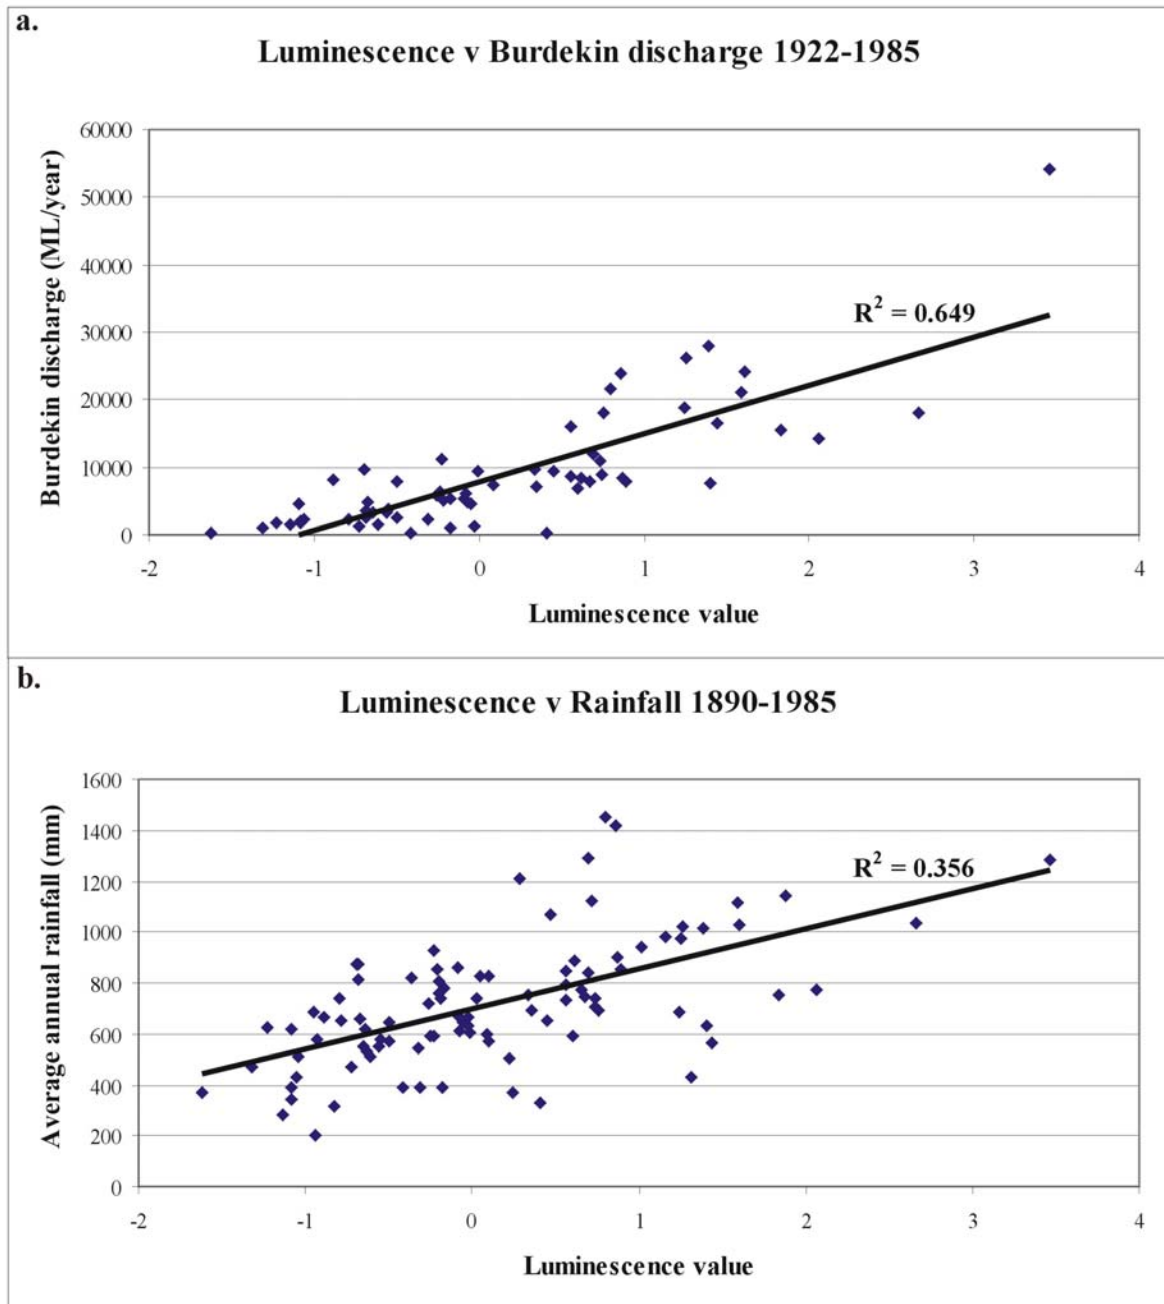 a.
Luminescence v Burdekin discharge 1922-1985
60000
50000
40000
30000
20000
10000
0
Burdekin discharge (ML/year)
R² = 0.649
-2 -1 0 1 2 3 4
Luminescence value
b.
Luminescence v Rainfall 1890-1985
1600
1400
1200
1000
800
600
400
200
0
Average annual rainfall (mm)
R² = 0.356
-2 -1 0 1 2 3 4
Luminescence value